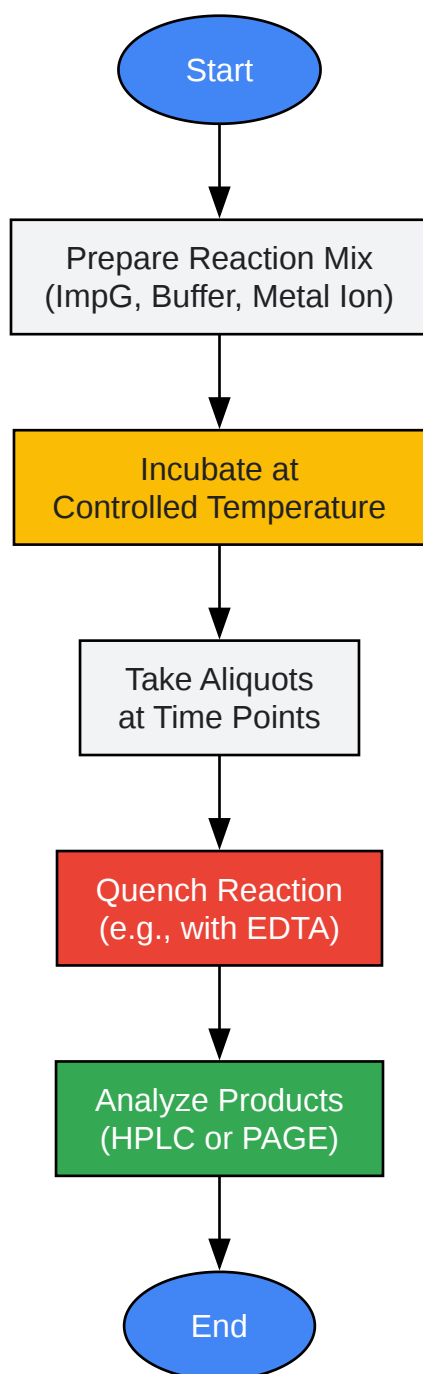 Start
Prepare Reaction Mix
(ImpG, Buffer, Metal Ion)
Incubate at
Controlled Temperature
Take Aliquots
at Time Points
Quench Reaction
(e.g., with EDTA)
Analyze Products
(HPLC or PAGE)
End